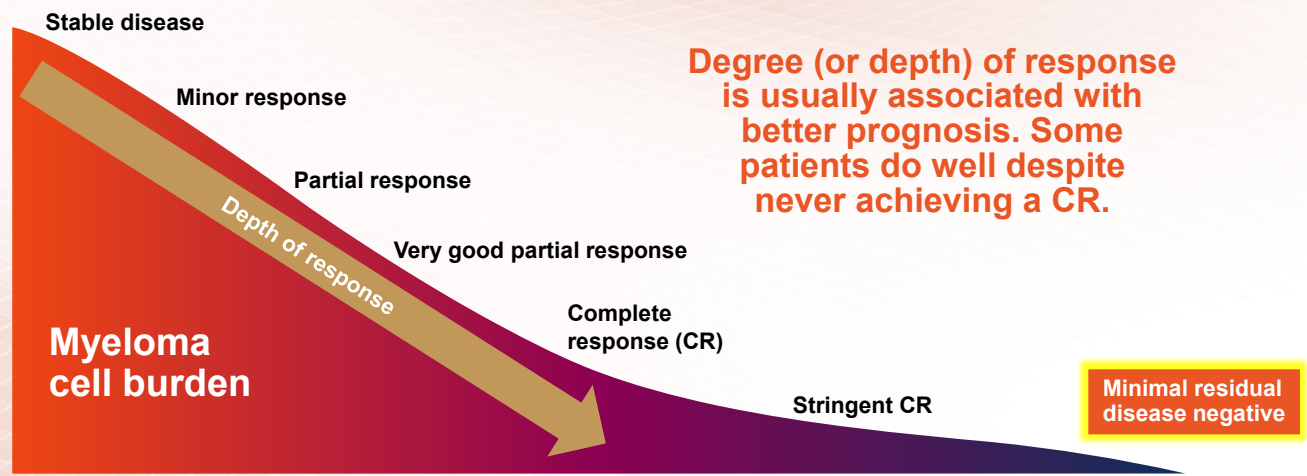 Stable disease
Minor response
Partial response
Very good partial response
Complete
response (CR)
Stringent CR
Minimal residual
disease negative
Depth of response
Myeloma
cell burden
Degree (or depth) of response
is usually associated with
better prognosis. Some
patients do well despite
never achieving a CR.